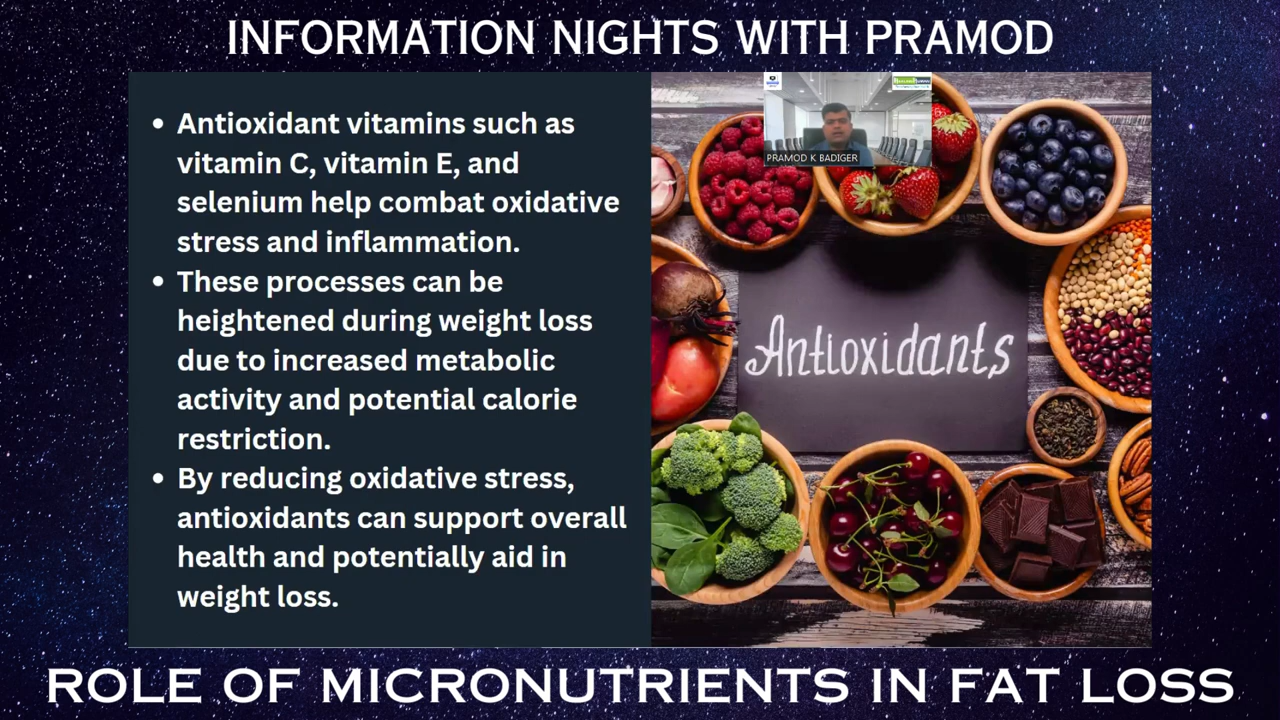 INFORMATION NIGHTS WITH PRAMOD
• Antioxidant vitamins such as
vitamin C, vitamin E, and
selenium help combat oxidative
stress and inflammation.
• These processes can be
heightened during weight loss
due to increased metabolic
activity and potential calorie
restriction.
• By reducing oxidative stress,
antioxidants can support overall
health and potentially aid in
weight loss.
PRAMOD K BADIGER
Antioxidants
ROLE OF MICRONUTRIENTS IN FAT LOSS